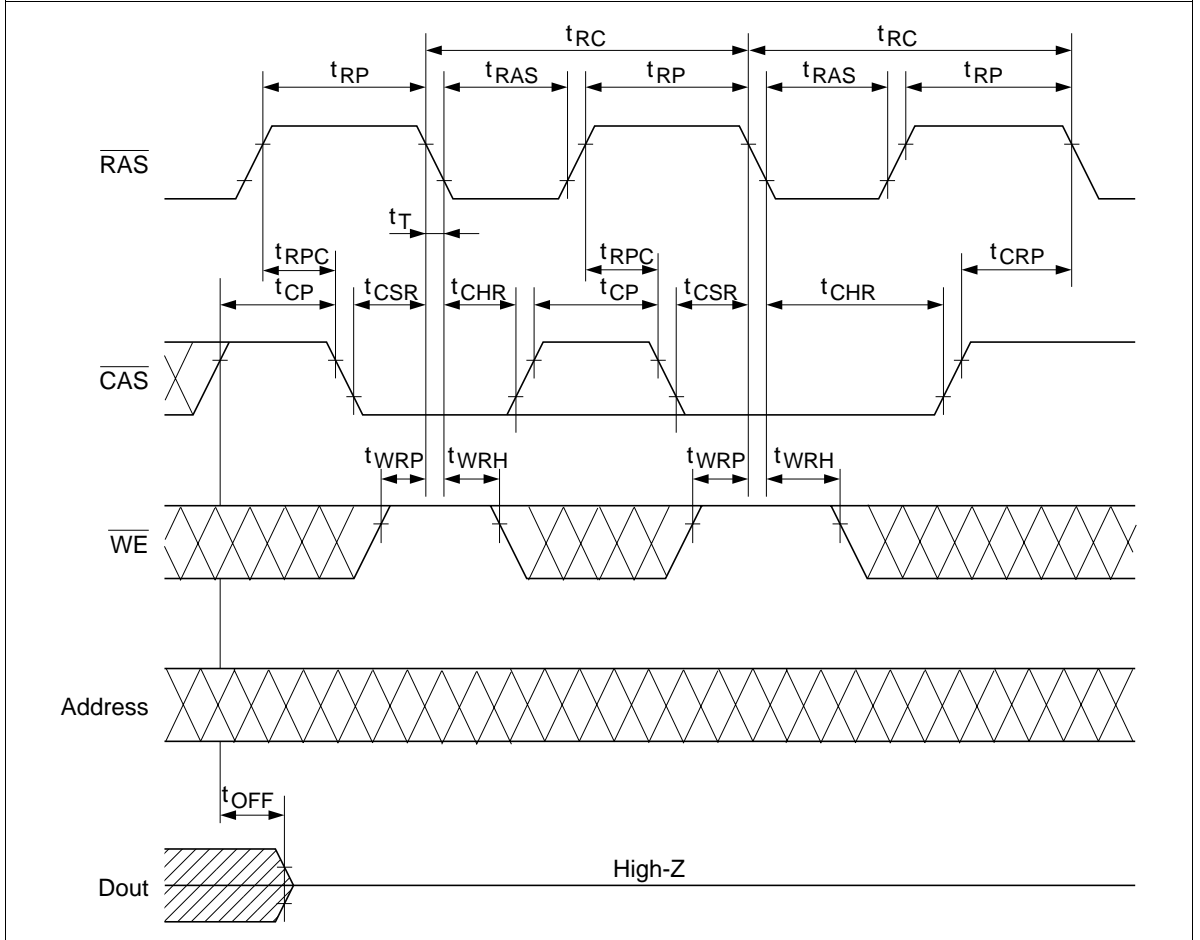 tRC tRC
tRP tRAS tRP tRAS tRP
RAS
tT
tRPC tRPC tCRP
tCP tCSR tCHR tCP tCSR tCHR
CAS
tWRP tWRH tWRP tWRH
WE
Address
tOFF
High-Z
Dout